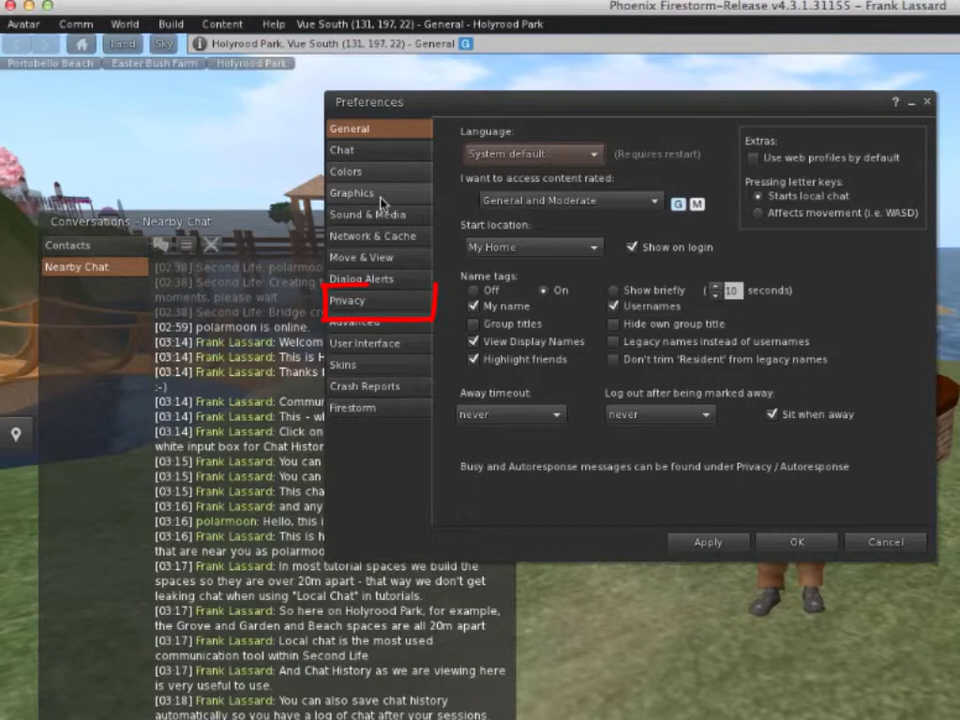 Phoenix Firestorm-Release v4.3.1.31155 - Frank Lassard
Avatar Comm World Build Content Help Vue South (131, 197, 22) - General - Holyrood Park
Land Sky Holyrood Park, Vue South (131, 197, 22) - General G
Portobello Beach Easter Bush Farm Holyrood Park
Preferences ? _ ×
General
Chat
Colors
Graphics
Sound & Media
Network & Cache
Move & View
Dialog Alerts
Privacy
Advanced
User Interface
Skins
Crash Reports
Firestorm
Language:
System default (Requires restart)
I want to access content rated:
General and Moderate G M
Start location:
My Home Show on login
Extras:
Use web profiles by default
Pressing letter keys:
Starts local chat
Affects movement (i.e. WASD)
Name tags:
Off On Show briefly ( 10 seconds)
My name Usernames
Group titles Hide own group title
View Display Names Legacy names instead of usernames
Highlight friends Don't trim 'Resident' from legacy names
Away timeout: Log out after being marked away:
never never Sit when away
Busy and Autoresponse messages can be found under Privacy / Autoresponse
Apply OK Cancel
Conversations - Nearby Chat
Contacts
Nearby Chat
[02:38] Second Life: polarmoo
[02:38] Second Life: Creating
moments, please wait
[02:38] Second Life: Bridge cr
[02:59] polarmoon is online.
[03:14] Frank Lassard: Welcom
[03:14] Frank Lassard: This is H
[03:14] Frank Lassard: Thanks
:-)
[03:14] Frank Lassard: Commu
[03:14] Frank Lassard: This - wh
[03:14] Frank Lassard: Click on
white input box for Chat Histor
[03:15] Frank Lassard: You can
[03:15] Frank Lassard: You can
[03:15] Frank Lassard: This cha
[03:16] Frank Lassard: and any
[03:16] polarmoon: Hello, this i
[03:16] Frank Lassard: This is h
that are near you as polarmoo
[03:17] Frank Lassard: In most tutorial spaces we build the
spaces so they are over 20m apart - that way we don't get
leaking chat when using "Local Chat" in tutorials.
[03:17] Frank Lassard: So here on Holyrood Park, for example,
the Grove and Garden and Beach spaces are all 20m apart
[03:17] Frank Lassard: Local chat is the most used
communication tool within Second Life
[03:17] Frank Lassard: And Chat History as we are viewing here
is very useful to use.
[03:18] Frank Lassard: You can also save chat history
automatically so you have a log of chat after your sessions